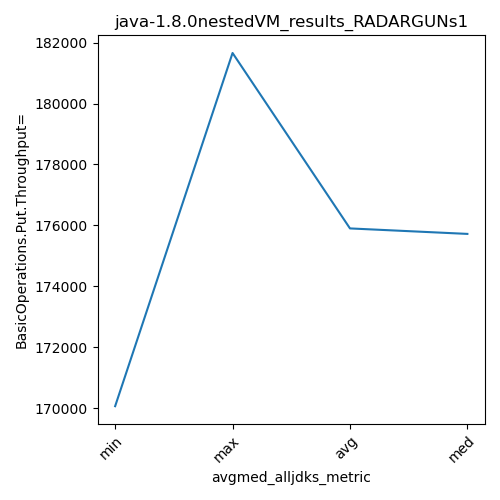 java-1.8.0nestedVM_results_RADARGUNs1
BasicOperations.Put.Throughput=
182000
180000
178000
176000
174000
172000
170000
min
max
avg
med
avgmed_alljdks_metric